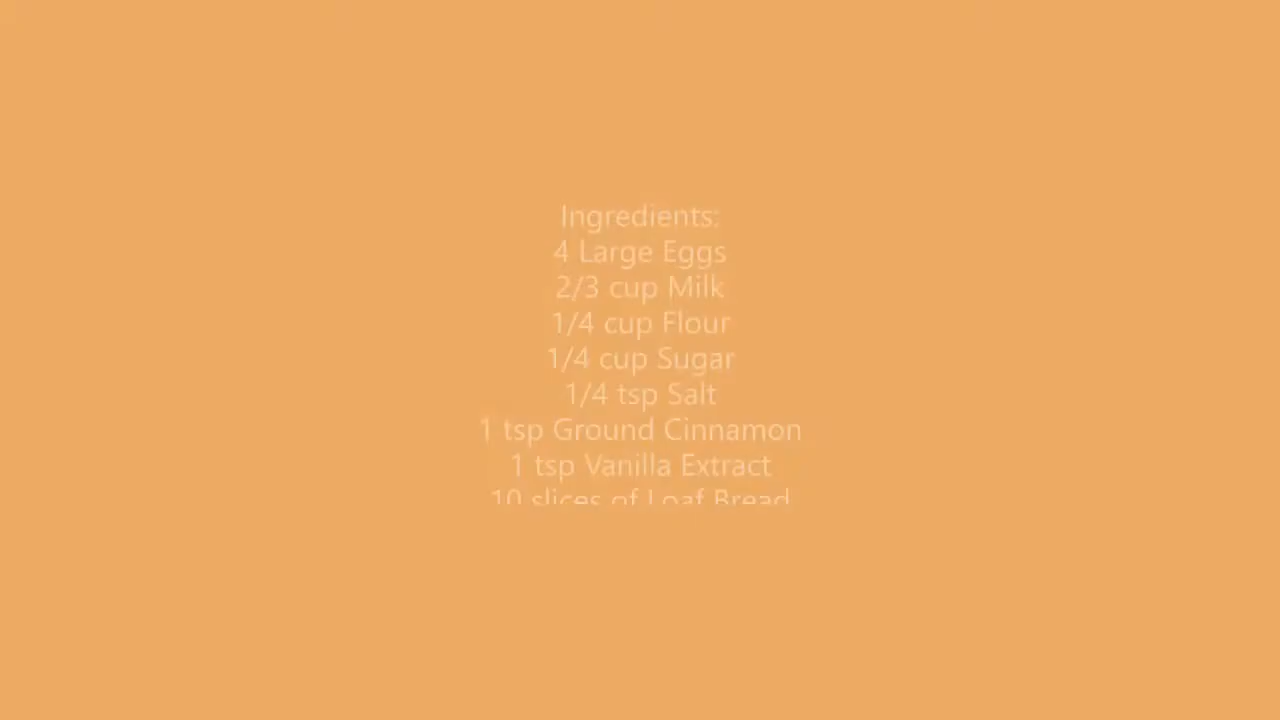 Ingredients:
4 Large Eggs
2/3 cup Milk
1/4 cup Flour
1/4 cup Sugar
1/4 tsp Salt
1 tsp Ground Cinnamon
1 tsp Vanilla Extract
10 slices of Loaf Bread